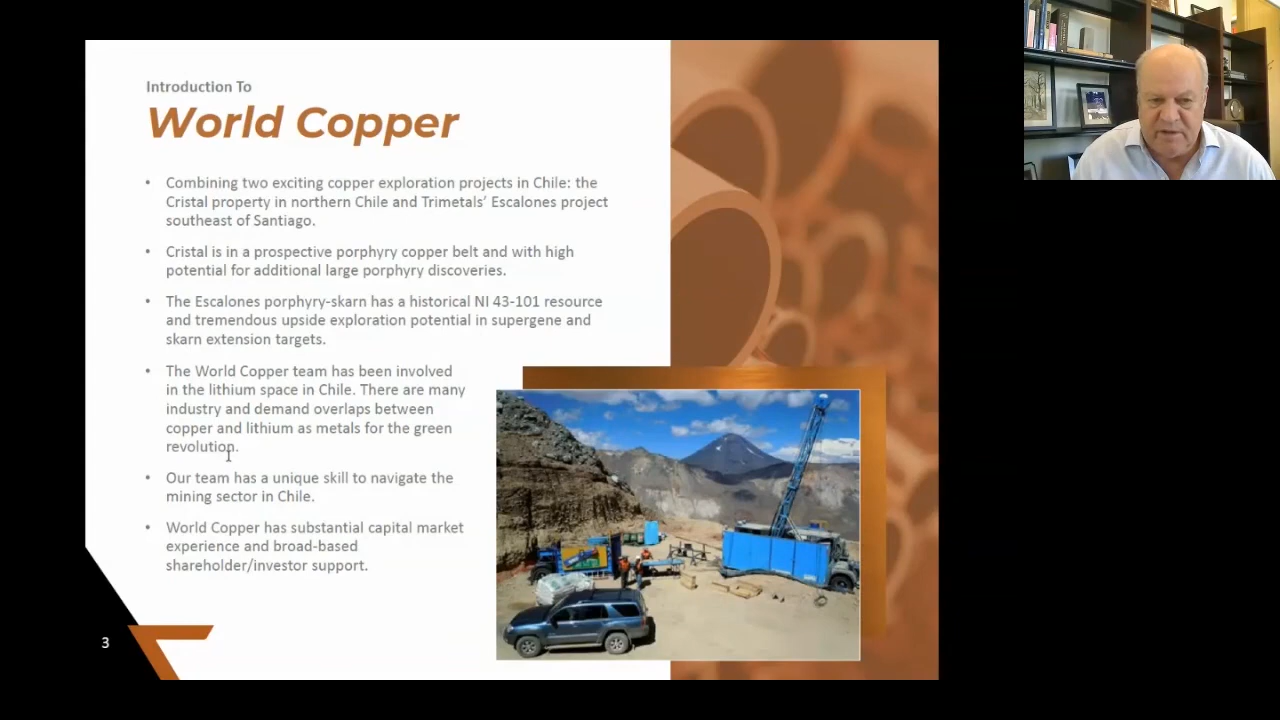 Introduction To
World Copper
• Combining two exciting copper exploration projects in Chile: the
Cristal property in northern Chile and Trimetals’ Escalones project
southeast of Santiago.
• Cristal is in a prospective porphyry copper belt and with high
potential for additional large porphyry discoveries.
• The Escalones porphyry-skarn has a historical NI 43-101 resource
and tremendous upside exploration potential in supergene and
skarn extension targets.
• The World Copper team has been involved
in the lithium space in Chile. There are many
industry and demand overlaps between
copper and lithium as metals for the green
revolution.
• Our team has a unique skill to navigate the
mining sector in Chile.
• World Copper has substantial capital market
experience and broad-based
shareholder/investor support.
3